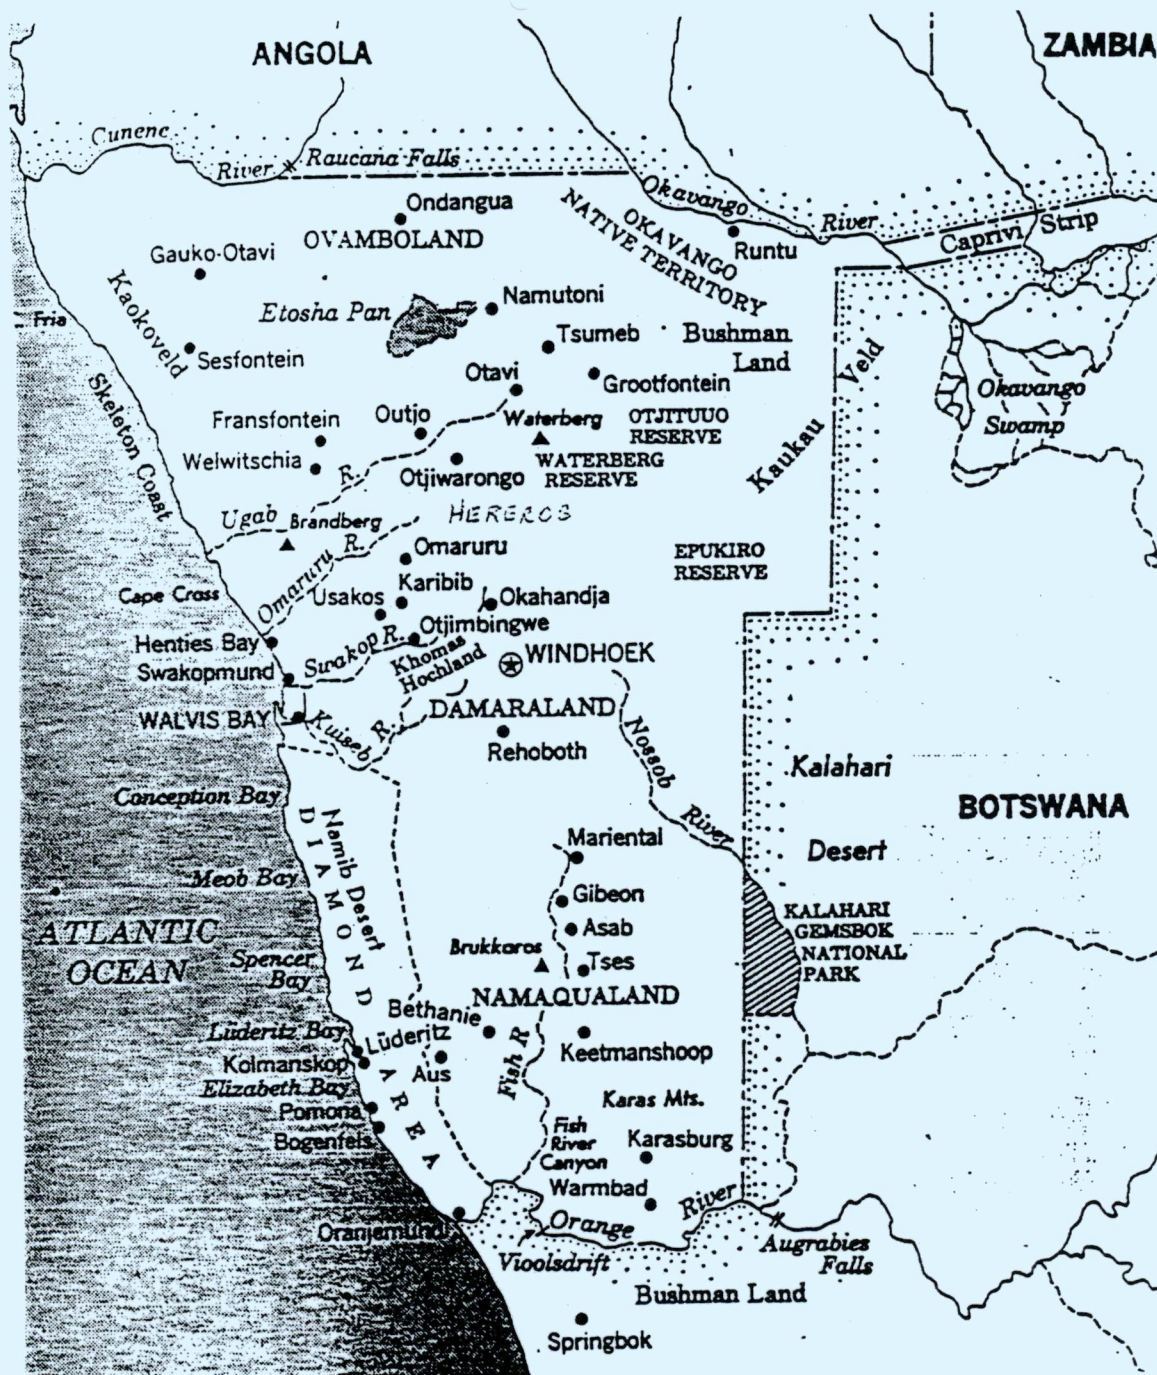 ANGOLA
ZAMBIA
Cunene
River
Raucana Falls
Okavango
River
Caprivi Strip
Ondangua
OVAMBOLAND
OKAVANGO
NATIVE TERRITORY
Runtu
Gauko-Otavi
Kaokoveld
Etosha Pan
Namutoni
Fria
Sesfontein
Tsumeb
Bushman
Land
Veld
Kaukau
Otavi
Grootfontein
Okavango
Swamp
Skeleton Coast
Fransfontein
Outjo
Waterberg
OTJITUUO
RESERVE
Welwitschia
WATERBERG
RESERVE
Otjiwarongo
Ugab R.
Brandberg
HEREROS
Omaruru R.
Omaruru
EPUKIRO
RESERVE
Cape Cross
Usakos
Karibib
Okahandja
Otjimbingwe
Henties Bay
Swakop R.
Khomas
Hochland
WINDHOEK
Swakopmund
WALVIS BAY
Kuiseb R.
DAMARALAND
Rehoboth
Nossob River
Kalahari
Desert
BOTSWANA
Conception Bay
Namib Desert
DIAMOND AREA
Mariental
Meob Bay
Gibeon
KALAHARI
GEMSBOK
NATIONAL
PARK
ATLANTIC
OCEAN
Asab
Brukkaros
Tses
Spencer
Bay
NAMAQUALAND
Bethanie
Lüderitz Bay
Lüderitz
Keetmanshoop
Kolmanskop
Aus
Fish R
Elizabeth Bay
Karas Mts.
Pomona
Bogenfels
Fish
River
Canyon
Karasburg
Warmbad
Oranjemund
Orange River
Vioolsdrift
Augrabies
Falls
Bushman Land
Springbok